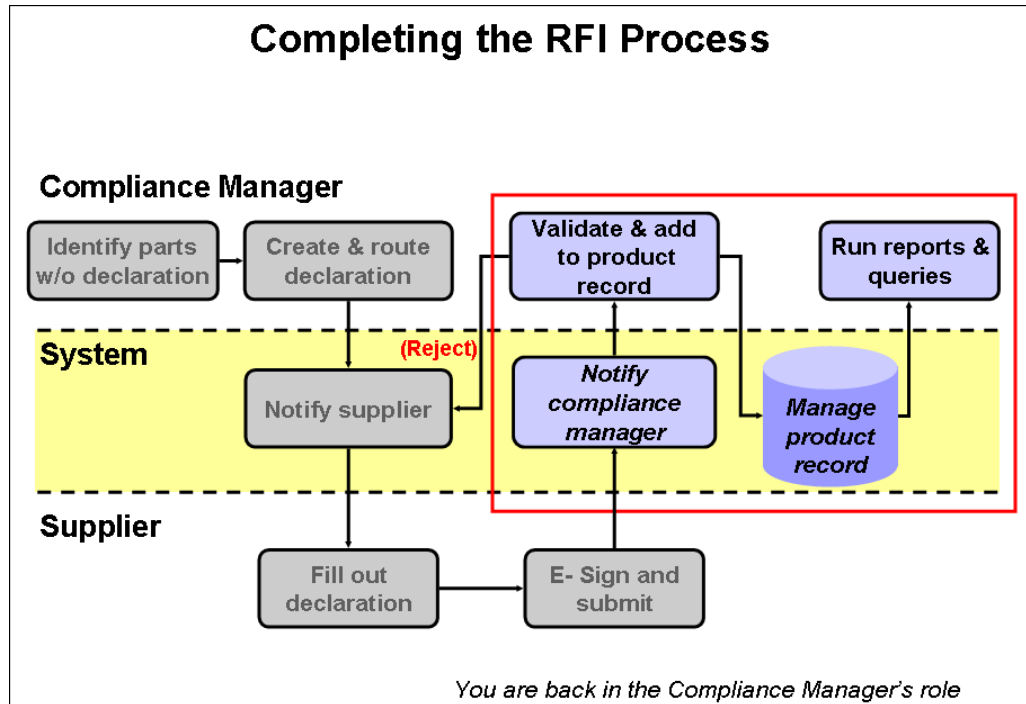 Completing the RFI Process
Compliance Manager
Identify parts
w/o declaration
Create & route
declaration
Validate & add
to product
record
Run reports &
queries
System
(Reject)
Notify supplier
Notify
compliance
manager
Manage
product
record
Supplier
Fill out
declaration
E- Sign and
submit
You are back in the Compliance Manager's role